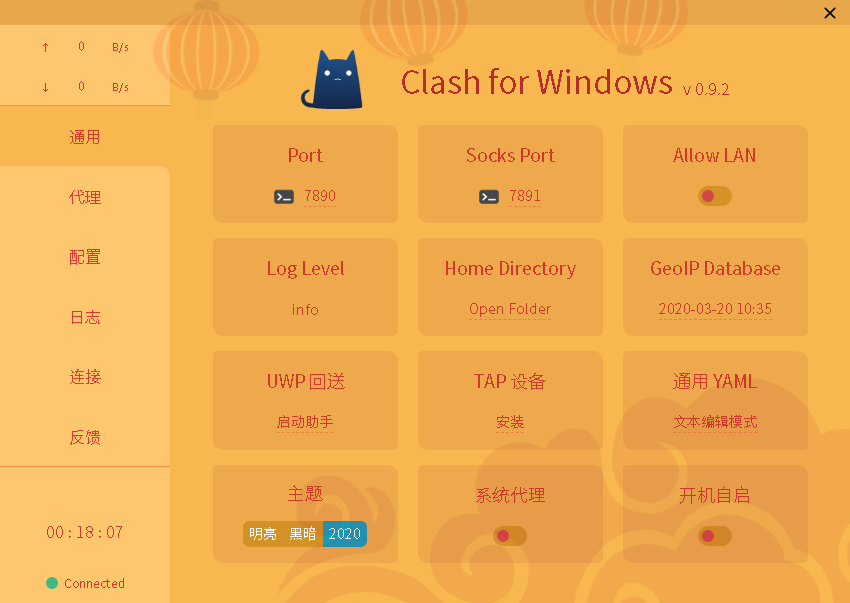 ↑ 0 B/s
↓ 0 B/s
通用
代理
配置
日志
连接
反馈
00 : 18 : 07
Connected
Clash for Windows v 0.9.2
Port
7890
Socks Port
7891
Allow LAN
Log Level
info
Home Directory
Open Folder
GeoIP Database
2020-03-20 10:35
UWP 回送
启动助手
TAP 设备
安装
通用 YAML
文本编辑模式
主题
明亮 黑暗 2020
系统代理
开机自启